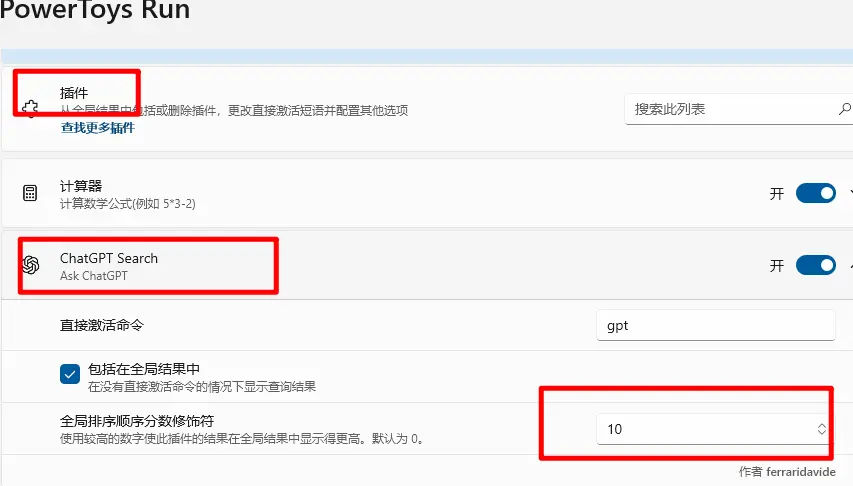 PowerToys Run
插件
从全局结果中包括或删除插件，更改直接激活短语并配置其他选项
查找更多插件
搜索此列表
计算器
计算数学公式(例如 5*3-2)
开
ChatGPT Search
Ask ChatGPT
开
直接激活命令
gpt
包括在全局结果中
在没有直接激活命令的情况下显示查询结果
全局排序顺序分数修饰符
使用较高的数字使此插件的结果在全局结果中显示得更高。默认为 0。
10
作者 ferraridavide